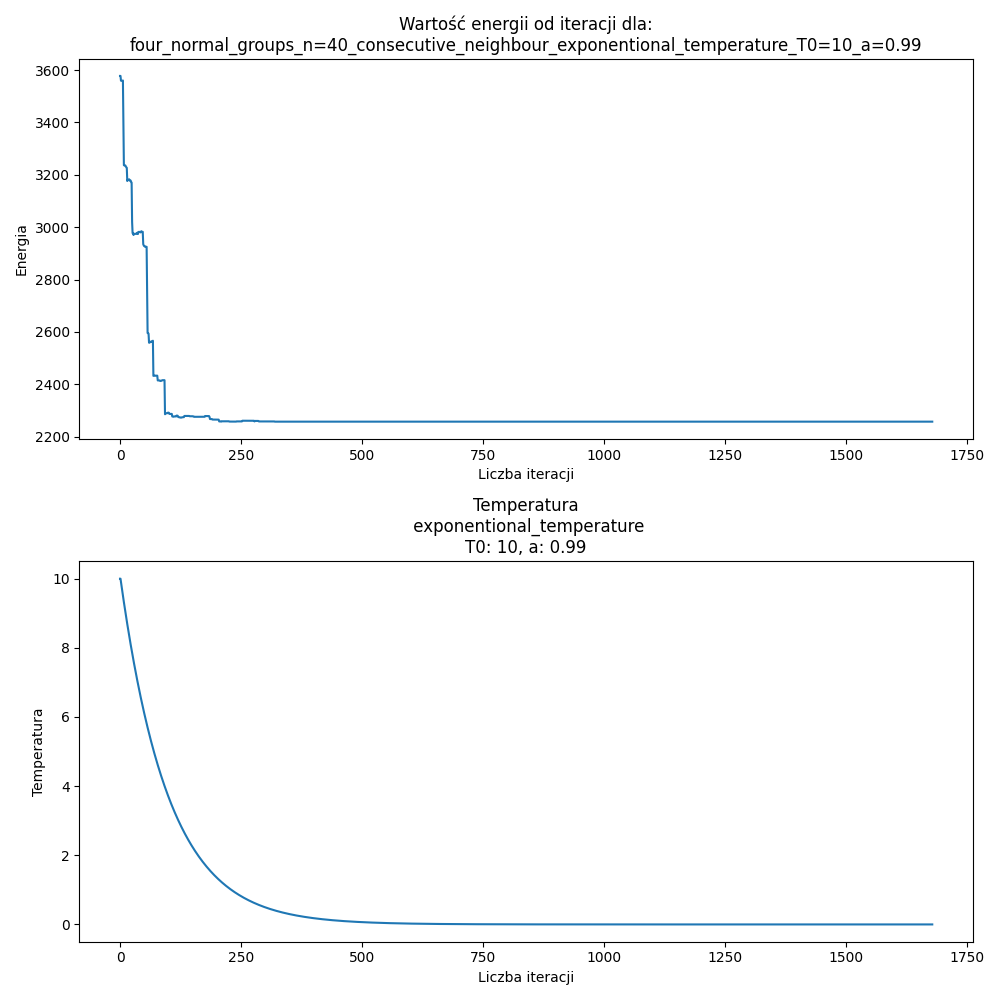 Wartość energii od iteracji dla:
four_normal_groups_n=40_consecutive_neighbour_exponentional_temperature_T0=10_a=0.99
3600
3400
3200
3000
2800
2600
2400
2200
Energia
0 250 500 750 1000 1250 1500 1750
Liczba iteracji
Temperatura
exponentional_temperature
T0: 10, a: 0.99
10
8
6
4
2
0
Temperatura
0 250 500 750 1000 1250 1500 1750
Liczba iteracji